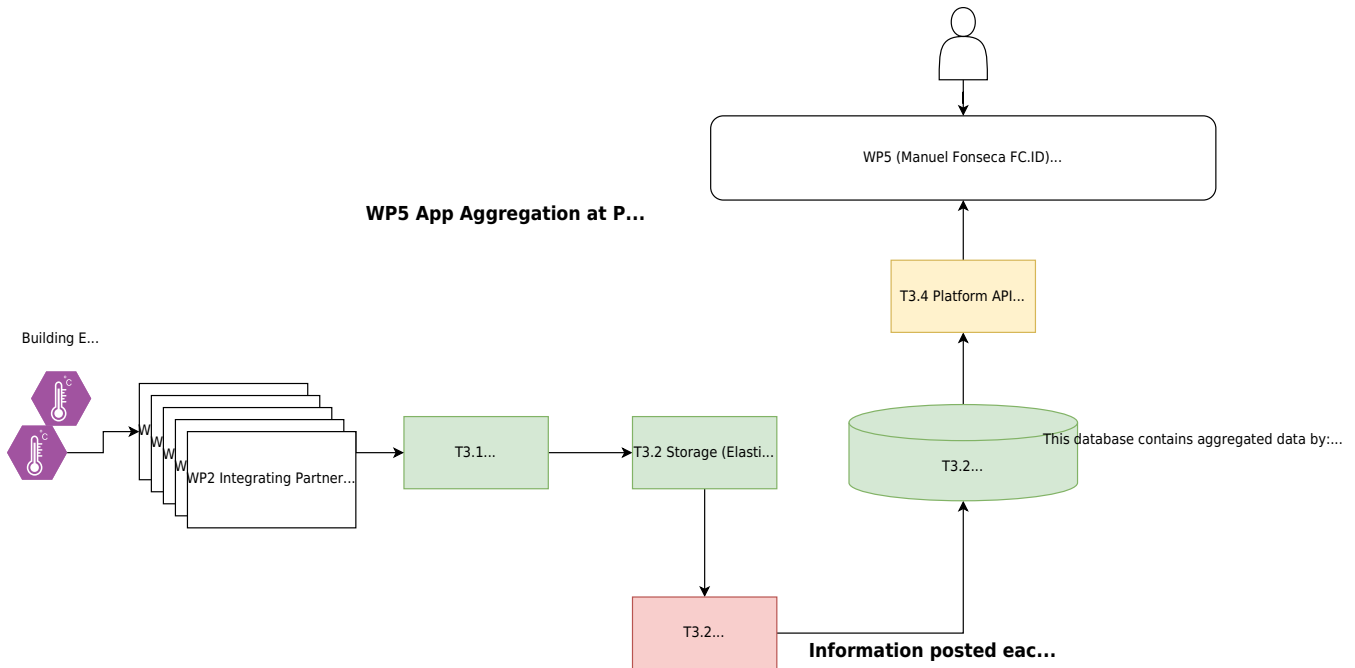 WP5 (Manuel Fonseca FC.ID)...
WP5 App Aggregation at P...
T3.4 Platform API...
Building E...
°C
°C
W
W
W
W
WP2 Integrating Partner...
T3.1...
T3.2 Storage (Elasti...
This database contains aggregated data by:...
T3.2...
T3.2...
Information posted eac...